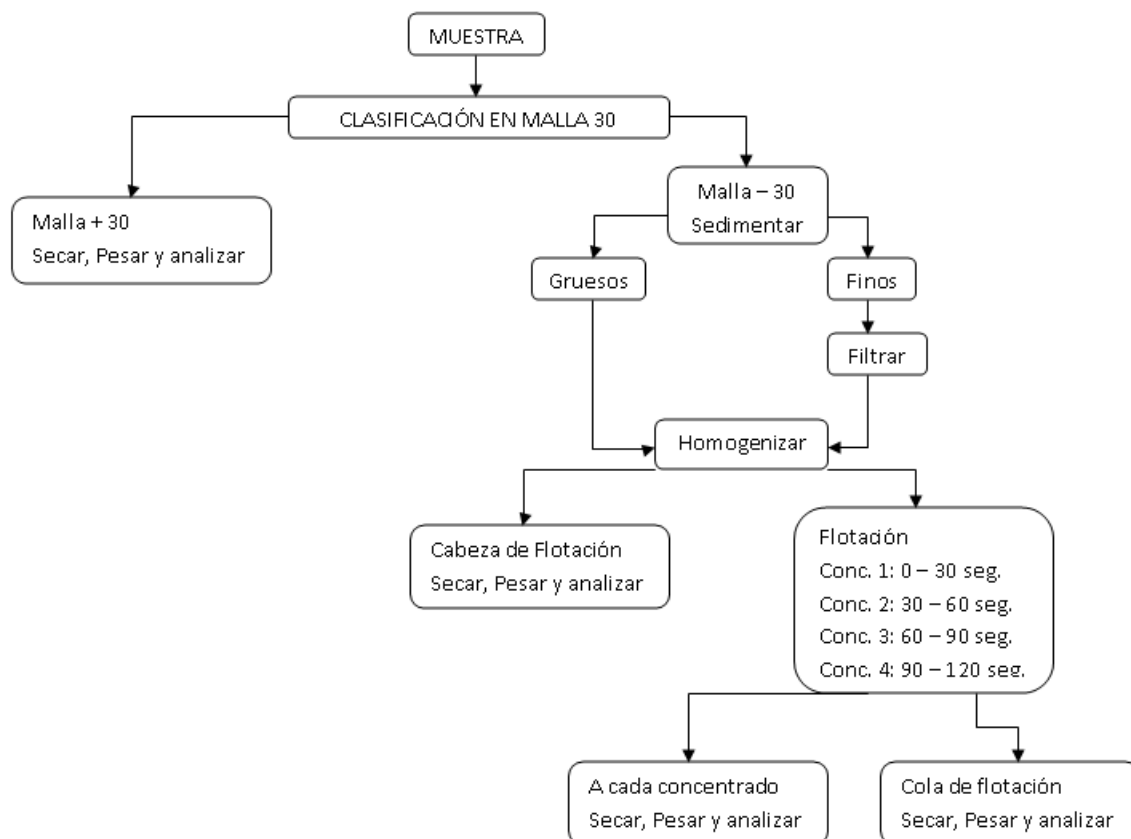 MUESTRA
CLASIFICACIÓN EN MALLA 30
Malla + 30
Secar, Pesar y analizar
Malla – 30
Sedimentar
Gruesos
Finos
Filtrar
Homogenizar
Cabeza de Flotación
Secar, Pesar y analizar
Flotación
Conc. 1: 0 – 30 seg.
Conc. 2: 30 – 60 seg.
Conc. 3: 60 – 90 seg.
Conc. 4: 90 – 120 seg.
A cada concentrado
Secar, Pesar y analizar
Cola de flotación
Secar, Pesar y analizar